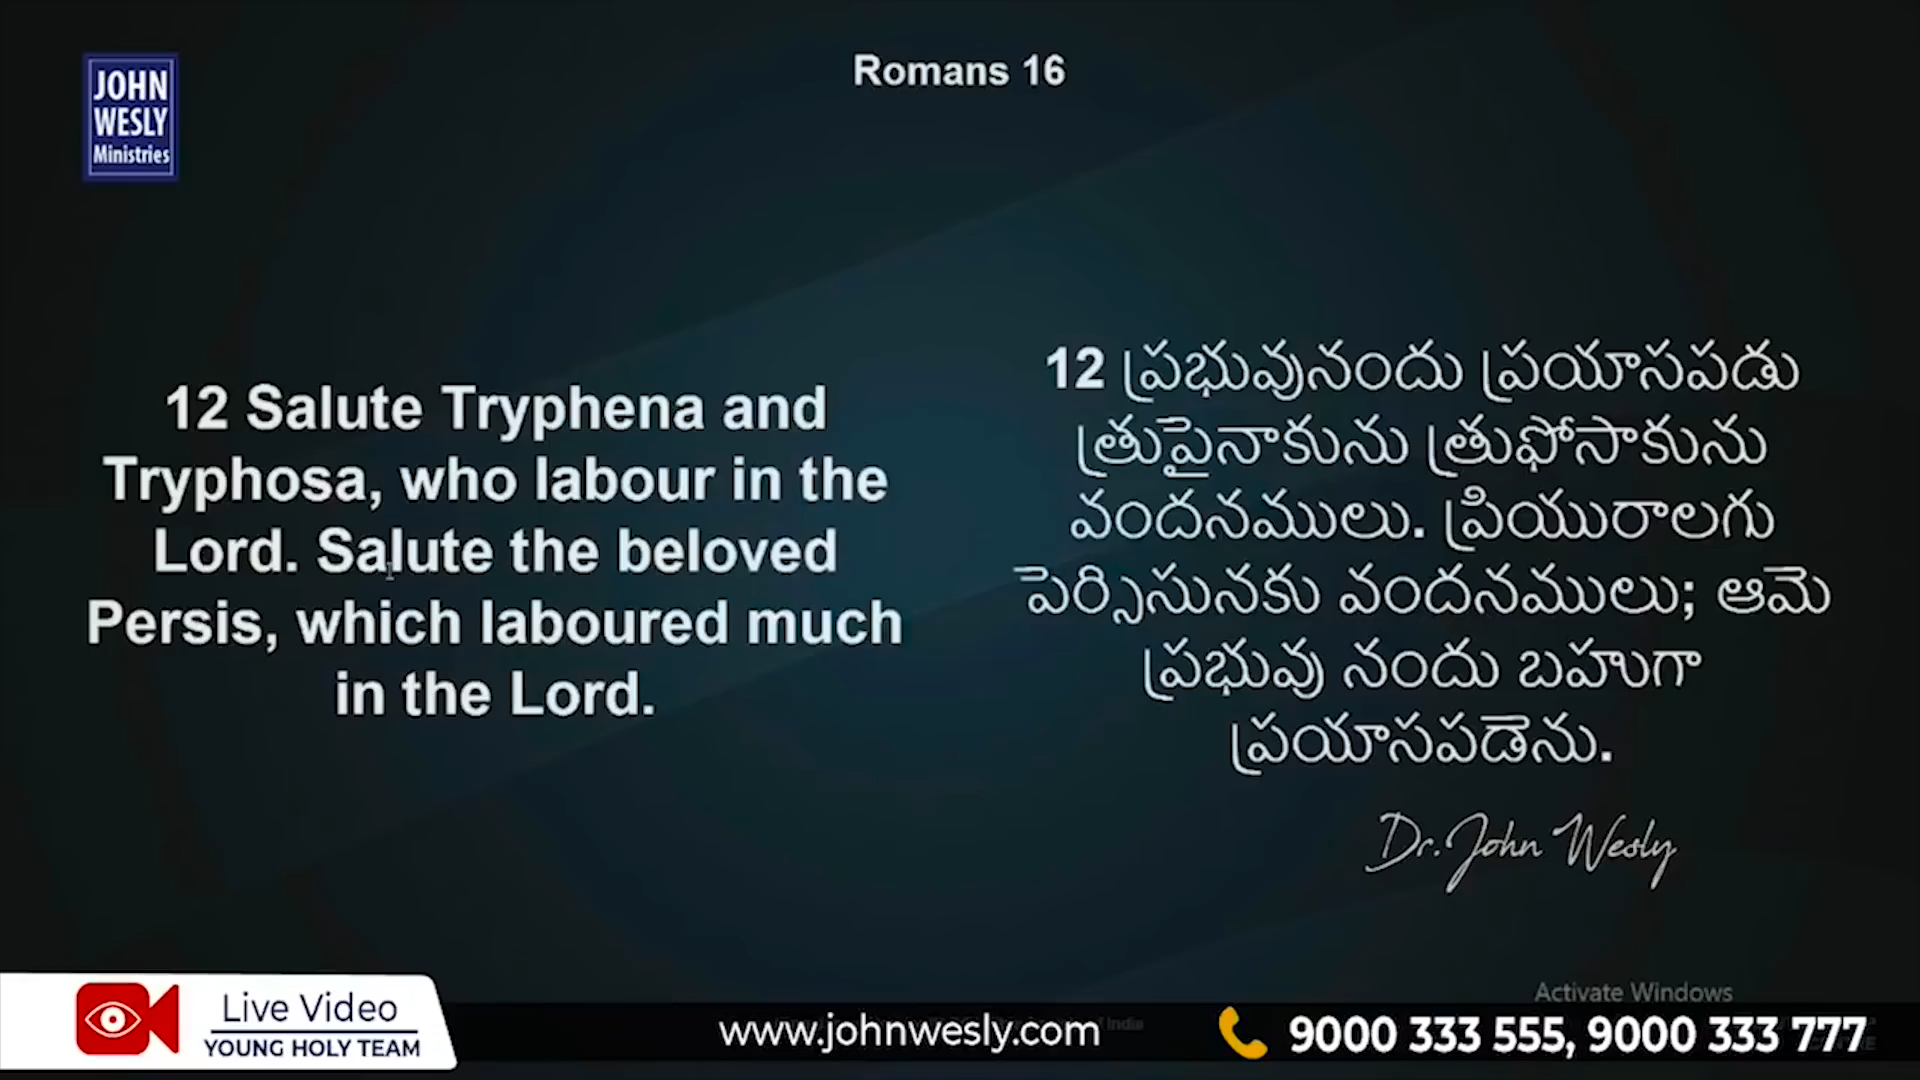 JOHN
WESLY
Ministries
Romans 16
12 Salute Tryphena and
Tryphosa, who labour in the
Lord. Salute the beloved
Persis, which laboured much
in the Lord.
12 ప్రభువునందు ప్రయాసపడు
త్రుపైనాకును త్రుఫోసాకును
వందనములు. ప్రియురాలగు
పెర్సిసునకు వందనములు; ఆమె
ప్రభువు నందు బహుగా
ప్రయాసపడెను.
Dr. John Wesly
Activate Windows
Live Video
YOUNG HOLY TEAM
www.johnwesly.com
9000 333 555, 9000 333 777